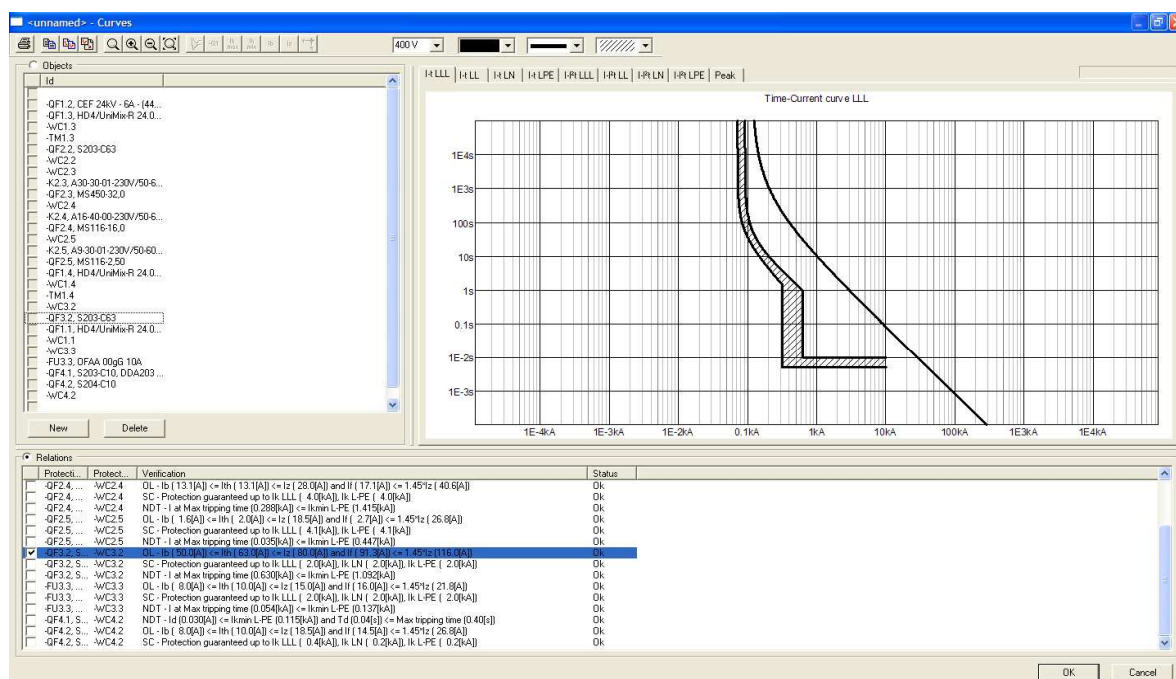 <unnamed> - Curves
400 V
Objects
Id
-QF1.2, CEF 24kV - 6A - (44...
-QF1.3, HD4/UniMix-R 24.0...
-WC1.3
-TM1.3
-QF2.2, S203-C63
-WC2.2
-WC2.3
-K2.3, A30-30-01-230V/50-6...
-QF2.3, MS450-32,0
-WC2.4
-K2.4, A16-40-00-230V/50-6...
-QF2.4, MS116-16,0
-WC2.5
-K2.5, A9-30-01-230V/50-60...
-QF2.5, MS116-2,50
-QF1.4, HD4/UniMix-R 24.0...
-WC1.4
-TM1.4
-WC3.2
-QF3.2, S203-C63
-QF1.1, HD4/UniMix-R 24.0...
-WC1.1
-WC3.3
-FU3.3, OFAA 00gG 10A
-QF4.1, S203-C10, DDA203 ...
-QF4.2, S204-C10
-WC4.2
New Delete
I-t LLL I-t LL I-t LN I-t LPE I-I²t LLL I-I²t LL I-I²t LN I-I²t LPE Peak
Time-Current curve LLL
1E4s
1E3s
100s
10s
1s
0.1s
1E-2s
1E-3s
1E-4kA 1E-3kA 1E-2kA 0.1kA 1kA 10kA 100kA 1E3kA 1E4kA
Relations
Protecti... Protect... Verification Status
-QF2.4, ... -WC2.4 OL - Ib ( 13.1[A]) <= Ith ( 13.1[A]) <= Iz ( 28.0[A]) and If ( 17.1[A]) <= 1.45*Iz ( 40.6[A]) Ok
-QF2.4, ... -WC2.4 SC - Protection guaranteed up to Ik LLL ( 4.0[kA]), Ik L-PE ( 4.0[kA]) Ok
-QF2.4, ... -WC2.4 NDT - I at Max tripping time (0.288[kA]) <= Ikmin L-PE (1.415[kA]) Ok
-QF2.5, ... -WC2.5 OL - Ib ( 1.6[A]) <= Ith ( 2.0[A]) <= Iz ( 18.5[A]) and If ( 2.7[A]) <= 1.45*Iz ( 26.8[A]) Ok
-QF2.5, ... -WC2.5 SC - Protection guaranteed up to Ik LLL ( 4.1[kA]), Ik L-PE ( 4.1[kA]) Ok
-QF2.5, ... -WC2.5 NDT - I at Max tripping time (0.035[kA]) <= Ikmin L-PE (0.447[kA]) Ok
-QF3.2, S... -WC3.2 OL - Ib ( 50.0[A]) <= Ith ( 63.0[A]) <= Iz ( 80.0[A]) and If ( 91.3[A]) <= 1.45*Iz (116.0[A]) Ok
-QF3.2, S... -WC3.2 SC - Protection guaranteed up to Ik LLL ( 2.0[kA]), Ik LN ( 2.0[kA]), Ik L-PE ( 2.0[kA]) Ok
-QF3.2, S... -WC3.2 NDT - I at Max tripping time (0.630[kA]) <= Ikmin L-PE (1.092[kA]) Ok
-FU3.3, ... -WC3.3 OL - Ib ( 8.0[A]) <= Ith ( 10.0[A]) <= Iz ( 15.0[A]) and If ( 16.0[A]) <= 1.45*Iz ( 21.8[A]) Ok
-FU3.3, ... -WC3.3 SC - Protection guaranteed up to Ik LLL ( 2.0[kA]), Ik LN ( 2.0[kA]), Ik L-PE ( 2.0[kA]) Ok
-FU3.3, ... -WC3.3 NDT - I at Max tripping time (0.054[kA]) <= Ikmin L-PE (0.137[kA]) Ok
-QF4.1, S... -WC4.2 NDT - Id (0.030[kA]) <= Ikmin L-PE (0.115[kA]) and Td (0.04[s]) <= Max tripping time (0.40[s]) Ok
-QF4.2, S... -WC4.2 OL - Ib ( 8.0[A]) <= Ith ( 10.0[A]) <= Iz ( 18.5[A]) and If ( 14.5[A]) <= 1.45*Iz ( 26.8[A]) Ok
-QF4.2, S... -WC4.2 SC - Protection guaranteed up to Ik LLL ( 0.4[kA]), Ik LN ( 0.2[kA]), Ik L-PE ( 0.2[kA]) Ok
OK Cancel